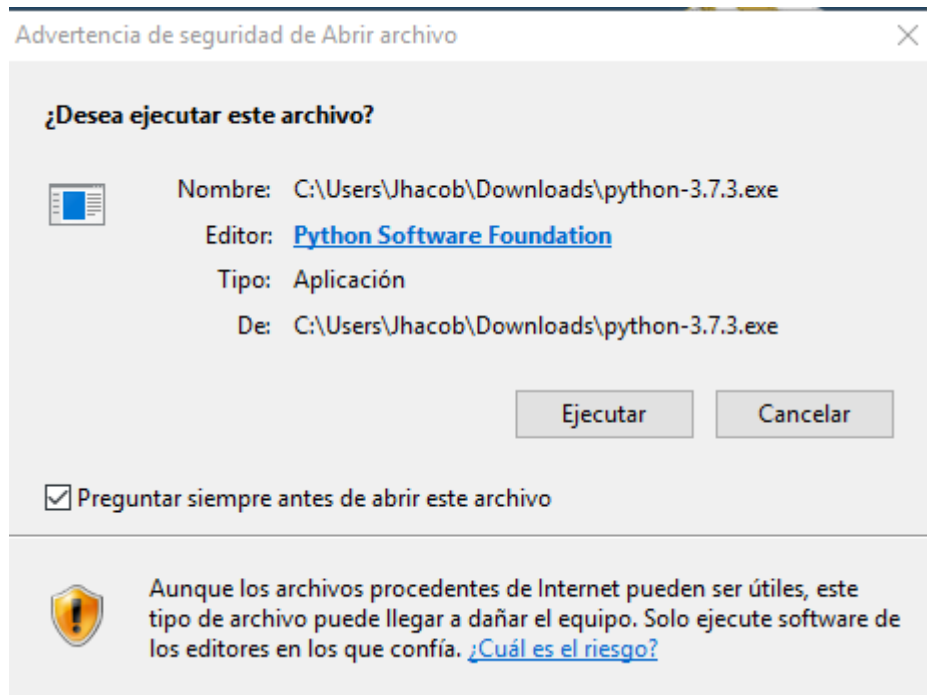 Advertencia de seguridad de Abrir archivo
¿Desea ejecutar este archivo?
Nombre: C:\Users\Jhacob\Downloads\python-3.7.3.exe
Editor: Python Software Foundation
Tipo: Aplicación
De: C:\Users\Jhacob\Downloads\python-3.7.3.exe
Ejecutar Cancelar
Preguntar siempre antes de abrir este archivo
Aunque los archivos procedentes de Internet pueden ser útiles, este
tipo de archivo puede llegar a dañar el equipo. Solo ejecute software de
los editores en los que confía. ¿Cuál es el riesgo?